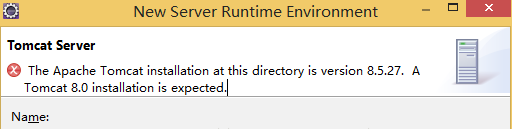 New Server Runtime Environment
Tomcat Server
The Apache Tomcat installation at this directory is version 8.5.27.  A
Tomcat 8.0 installation is expected.
Name: